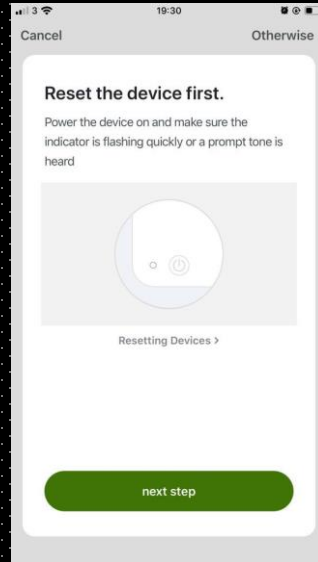 3 19:30
Cancel Otherwise
Reset the device first.
Power the device on and make sure the
indicator is flashing quickly or a prompt tone is
heard
Resetting Devices >
next step